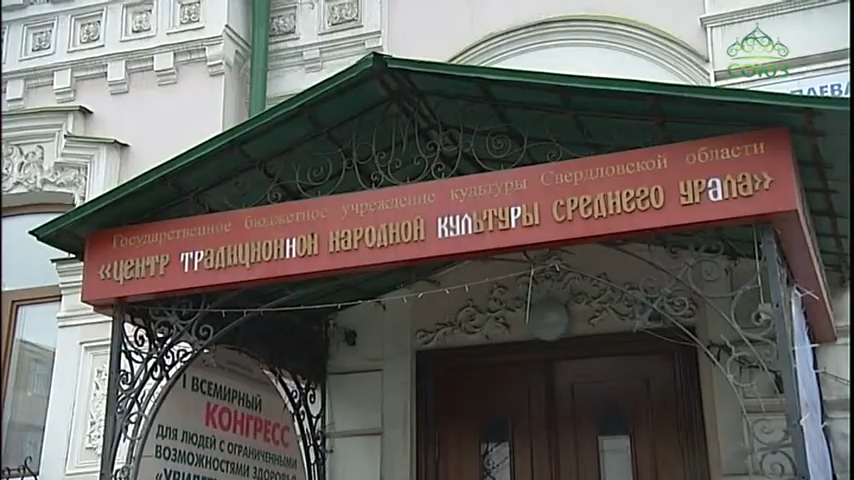 СОЮЗ
Государственное бюджетное учреждение культуры Свердловской области
«ЦЕНТР ТРАДИЦИОННОЙ НАРОДНОЙ КУЛЬТУРЫ СРЕДНЕГО УРАЛА»
I ВСЕМИРНЫЙ
КОНГРЕСС
ДЛЯ ЛЮДЕЙ С ОГРАНИЧЕННЫМИ
ВОЗМОЖНОСТЯМИ ЗДОРОВЬЯ